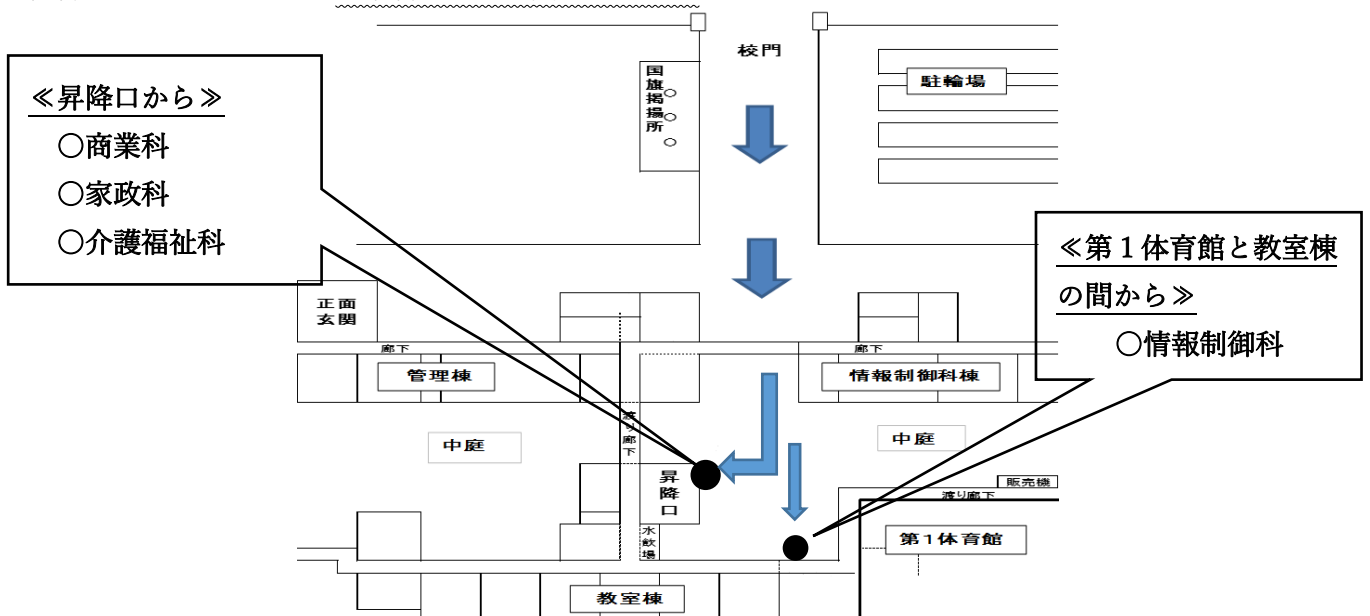 校門
国旗掲揚所
駐輪場
≪昇降口から≫
○商業科
○家政科
○介護福祉科
≪第1体育館と教室棟
の間から≫
○情報制御科
正面
玄関
廊下
廊下
管理棟
情報制御科棟
渡り廊下
中庭
中庭
昇降口
販売機
渡り廊下
水飲場
第1体育館
教室棟